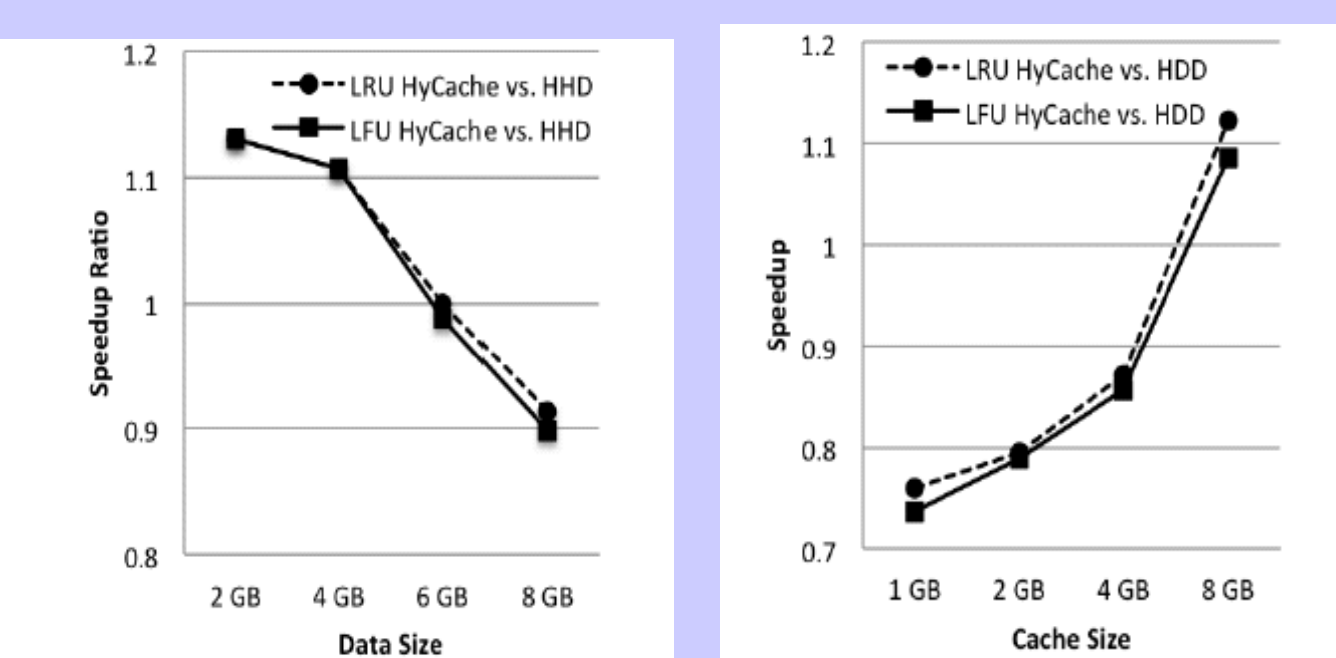 1.2
LRU HyCache vs. HHD
LFU HyCache vs. HHD
1.1
1
0.9
0.8
Speedup Ratio
2 GB 4 GB 6 GB 8 GB
Data Size
1.2
LRU HyCache vs. HDD
LFU HyCache vs. HDD
1.1
1
0.9
0.8
0.7
Speedup
1 GB 2 GB 4 GB 8 GB
Cache Size